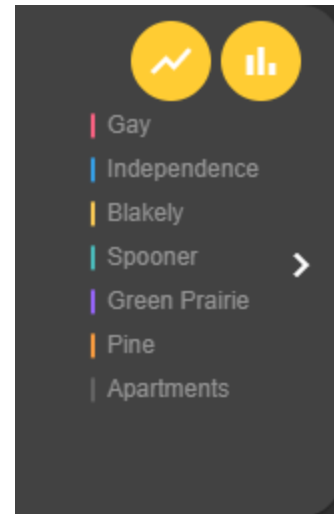 Gay
Independence
Blakely
Spooner
Green Prairie
Pine
Apartments